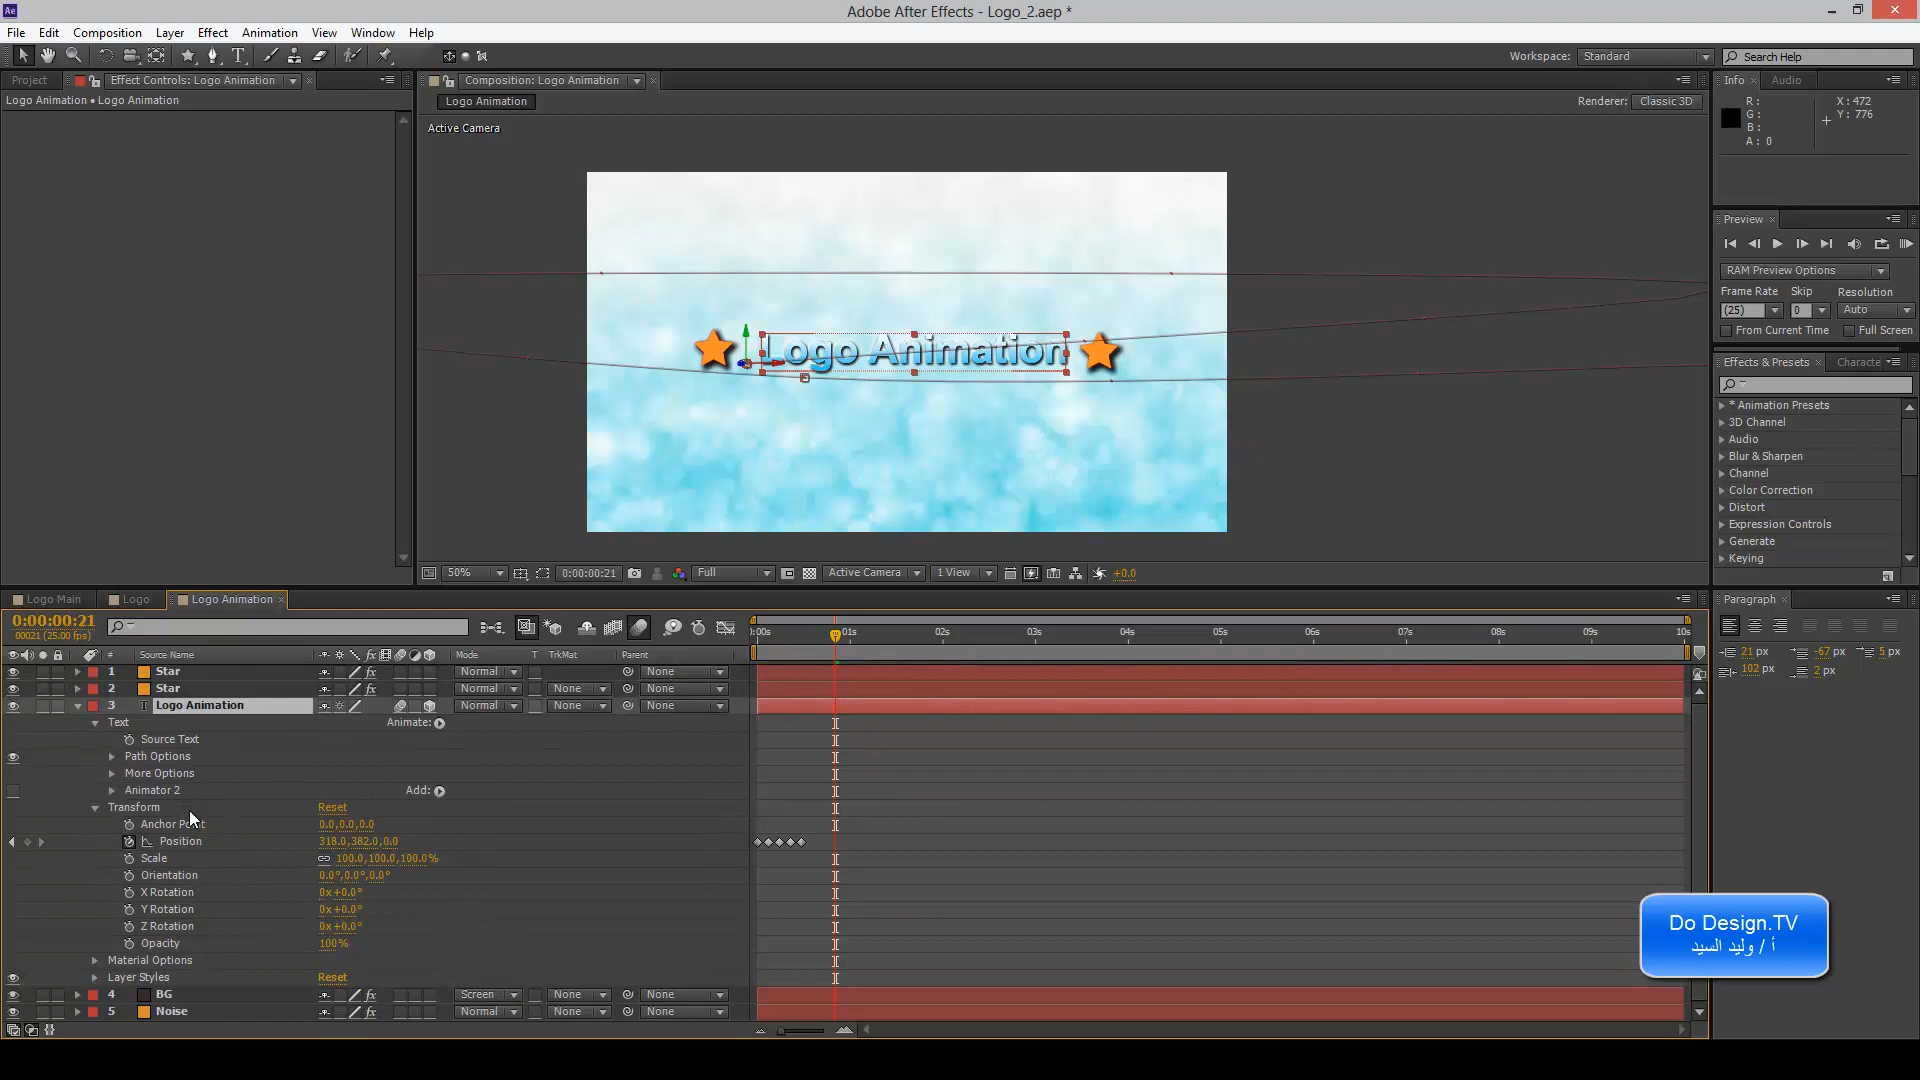 Ae
Adobe After Effects - Logo_2.aep *
File Edit Composition Layer Effect Animation View Window Help
Workspace: Standard
Search Help
Project
Effect Controls: Logo Animation
Composition: Logo Animation
Info
Audio
Logo Animation • Logo Animation
Logo Animation
Renderer: Classic 3D
R:
G:
B:
A: 0
X: 472
Y: 776
Active Camera
Preview
RAM Preview Options
Frame Rate Skip Resolution
(25) 0 Auto
From Current Time Full Screen
Logo Animation
Effects & Presets
* Animation Presets
3D Channel
Audio
Blur & Sharpen
Channel
Color Correction
Distort
Expression Controls
Generate
Keying
50% 0:00:00:21 Full Active Camera 1 View +0.0
Logo Main Logo Logo Animation
Paragraph
0:00:00:21
00021 (25.00 fps)
01s 02s 03s 04s 05s 06s 07s 08s 09s 10s
# Source Name fx Mode T TrkMat Parent
21 px -67 px 5 px
102 px 2 px
1 Star fx Normal None
2 Star fx Normal None None
3 T Logo Animation Normal None None
Text Animate:
Source Text
Path Options
More Options
Animator 2 Add:
Transform Reset
Anchor Point 0.0,0.0,0.0
Position 318.0,382.0,0.0
Scale 100.0,100.0,100.0%
Orientation 0.0°,0.0°,0.0°
X Rotation 0x+0.0°
Y Rotation 0x+0.0°
Z Rotation 0x+0.0°
Opacity 100%
Material Options
Layer Styles Reset
4 BG fx Screen None None
5 Noise fx Normal None None
Do Design.TV
أ / وليد السيد